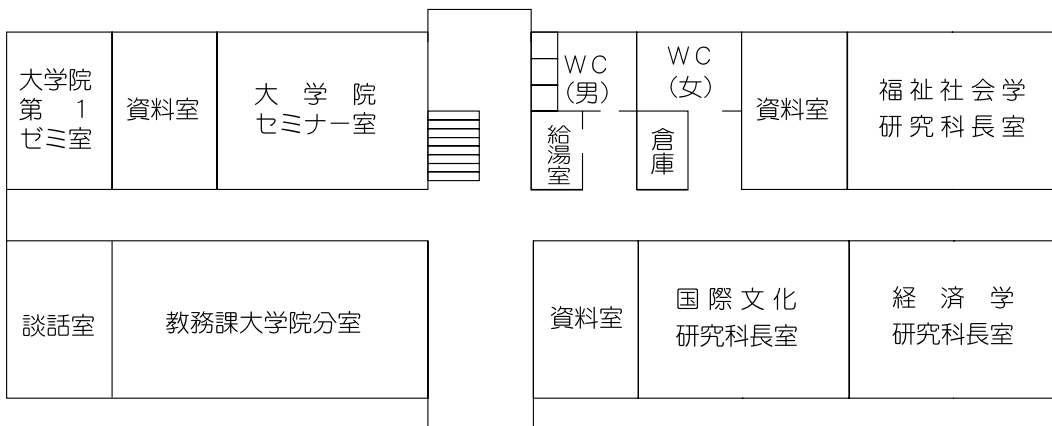 大学院
第 1
ゼミ室
資料室
大 学 院
セミナー室
WC
(男)
WC
(女)
給湯室
倉庫
資料室
福祉社会学
研究科長室
談話室
教務課大学院分室
資料室
国際文化
研究科長室
経 済 学
研究科長室